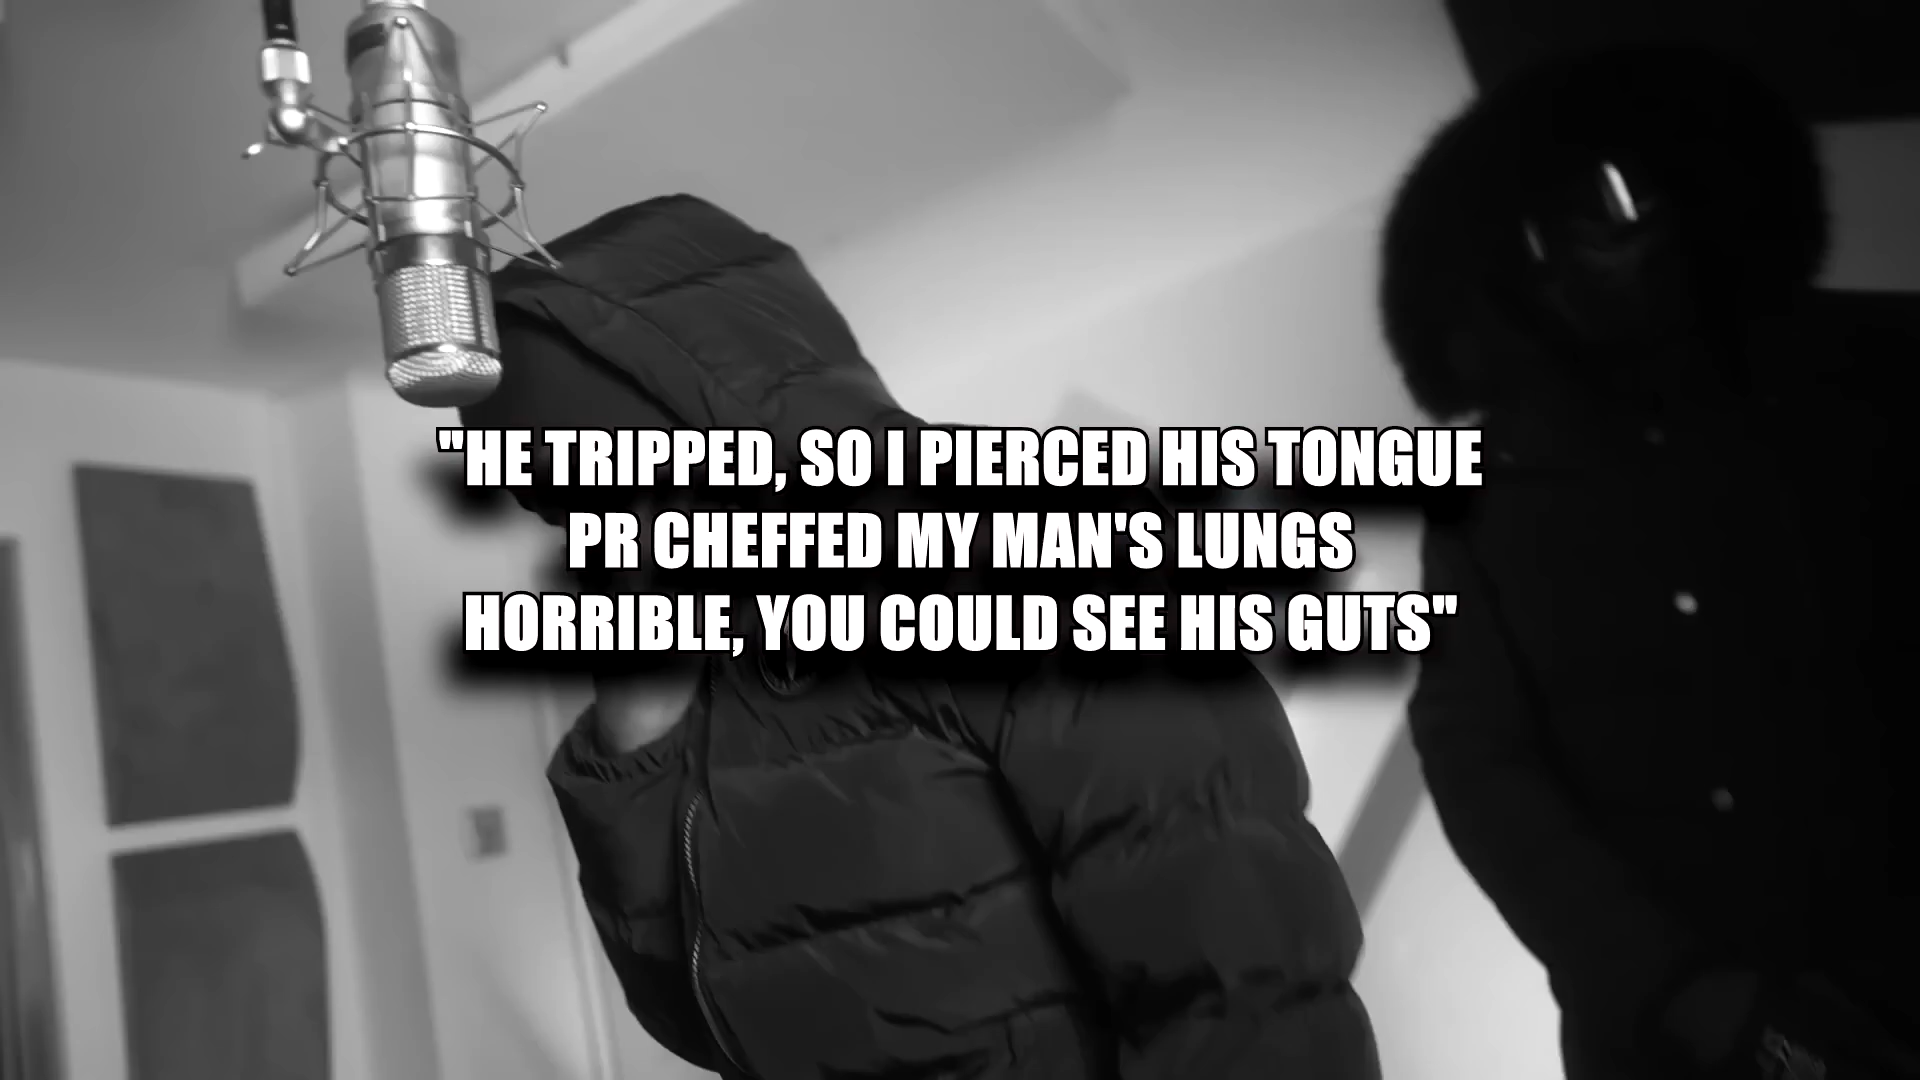 "HE TRIPPED, SO I PIERCED HIS TONGUE
PR CHEFFED MY MAN'S LUNGS
HORRIBLE, YOU COULD SEE HIS GUTS"